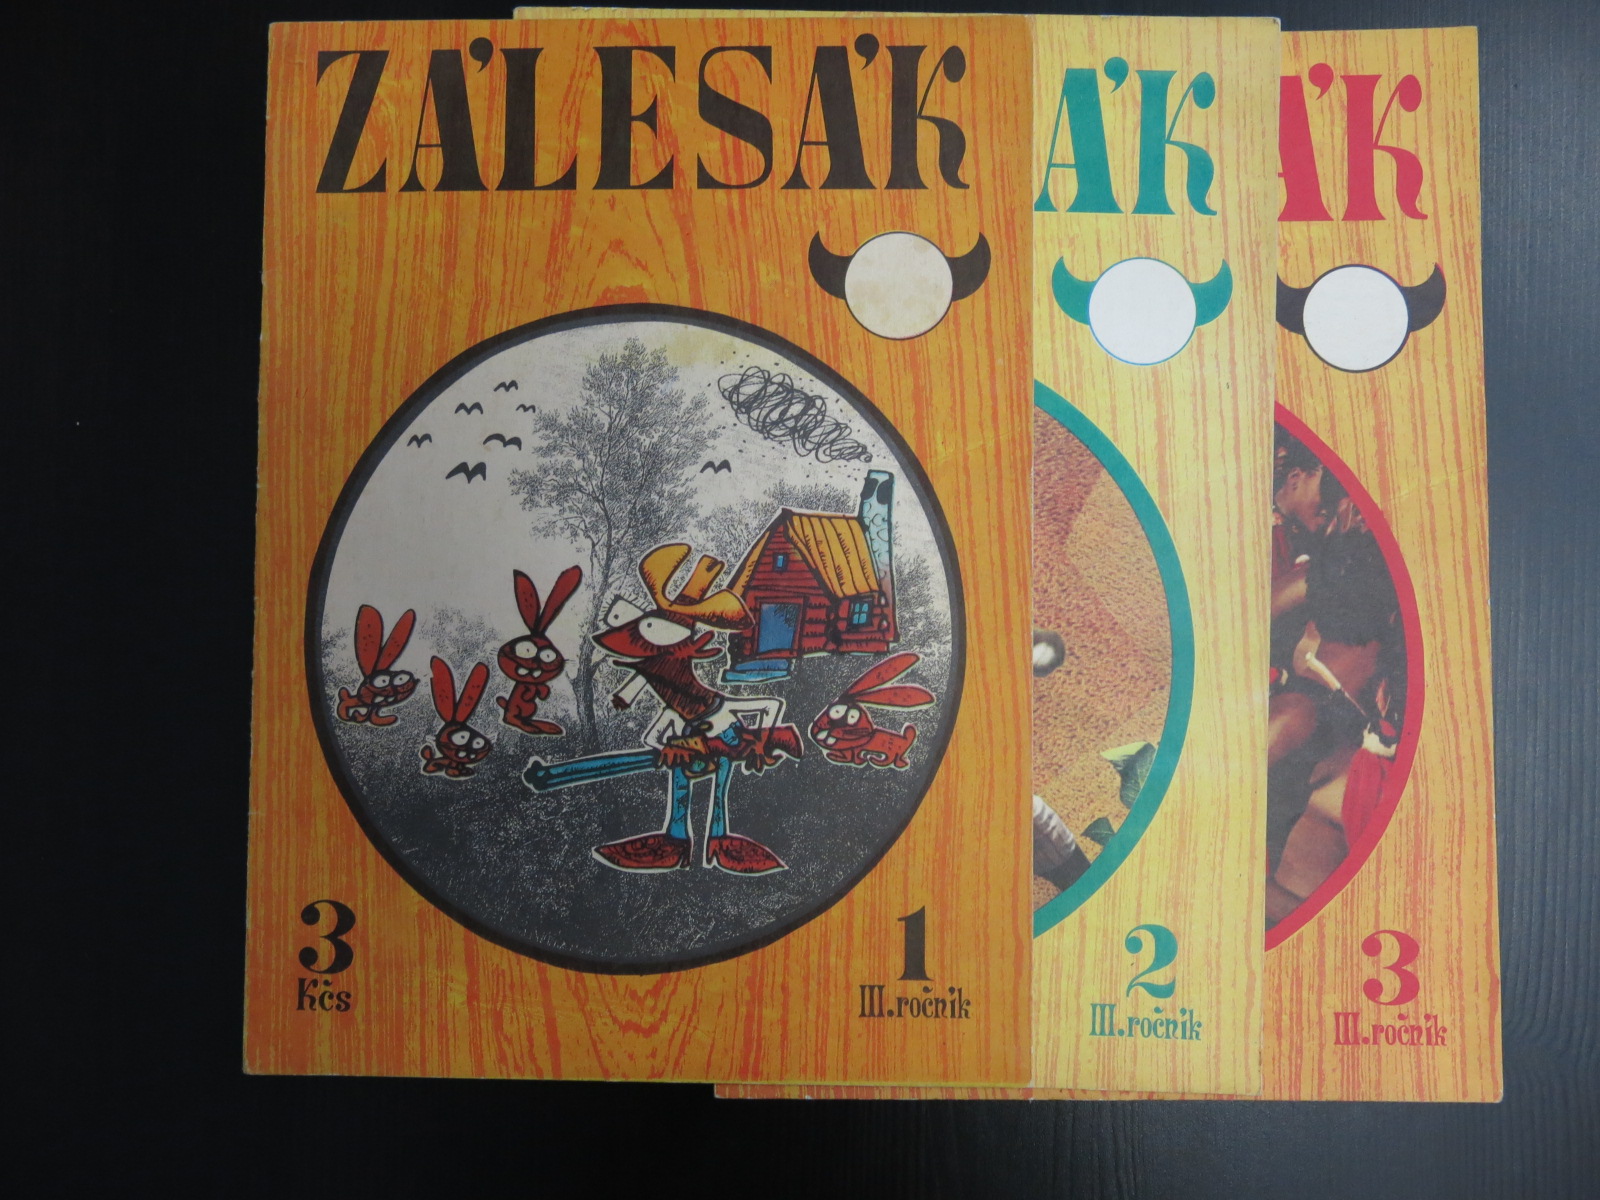 ZÁLESÁK
3
Kčs
1
III. ročník
ÁK
2
III. ročník
ÁK
3
III. ročník